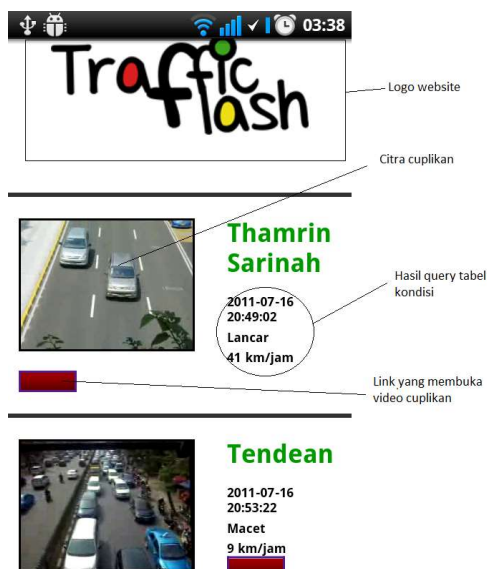 03:38
Traffic
flash
Logo website
Citra cuplikan
Thamrin
Sarinah
2011-07-16
20:49:02
Lancar
41 km/jam
Hasil query tabel
kondisi
Link yang membuka
video cuplikan
Tendean
2011-07-16
20:53:22
Macet
9 km/jam